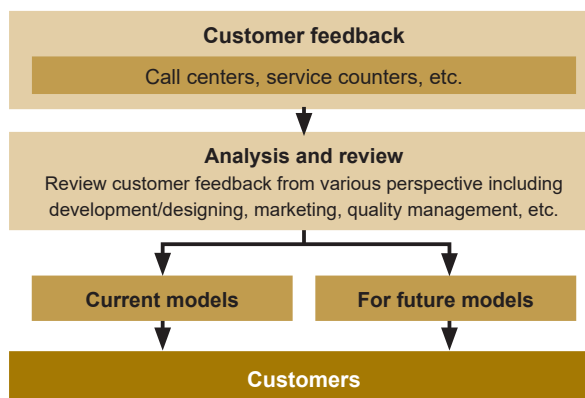 Customer feedback
Call centers, service counters, etc.
Analysis and review
Review customer feedback from various perspective including
development/designing, marketing, quality management, etc.
Current models
For future models
Customers